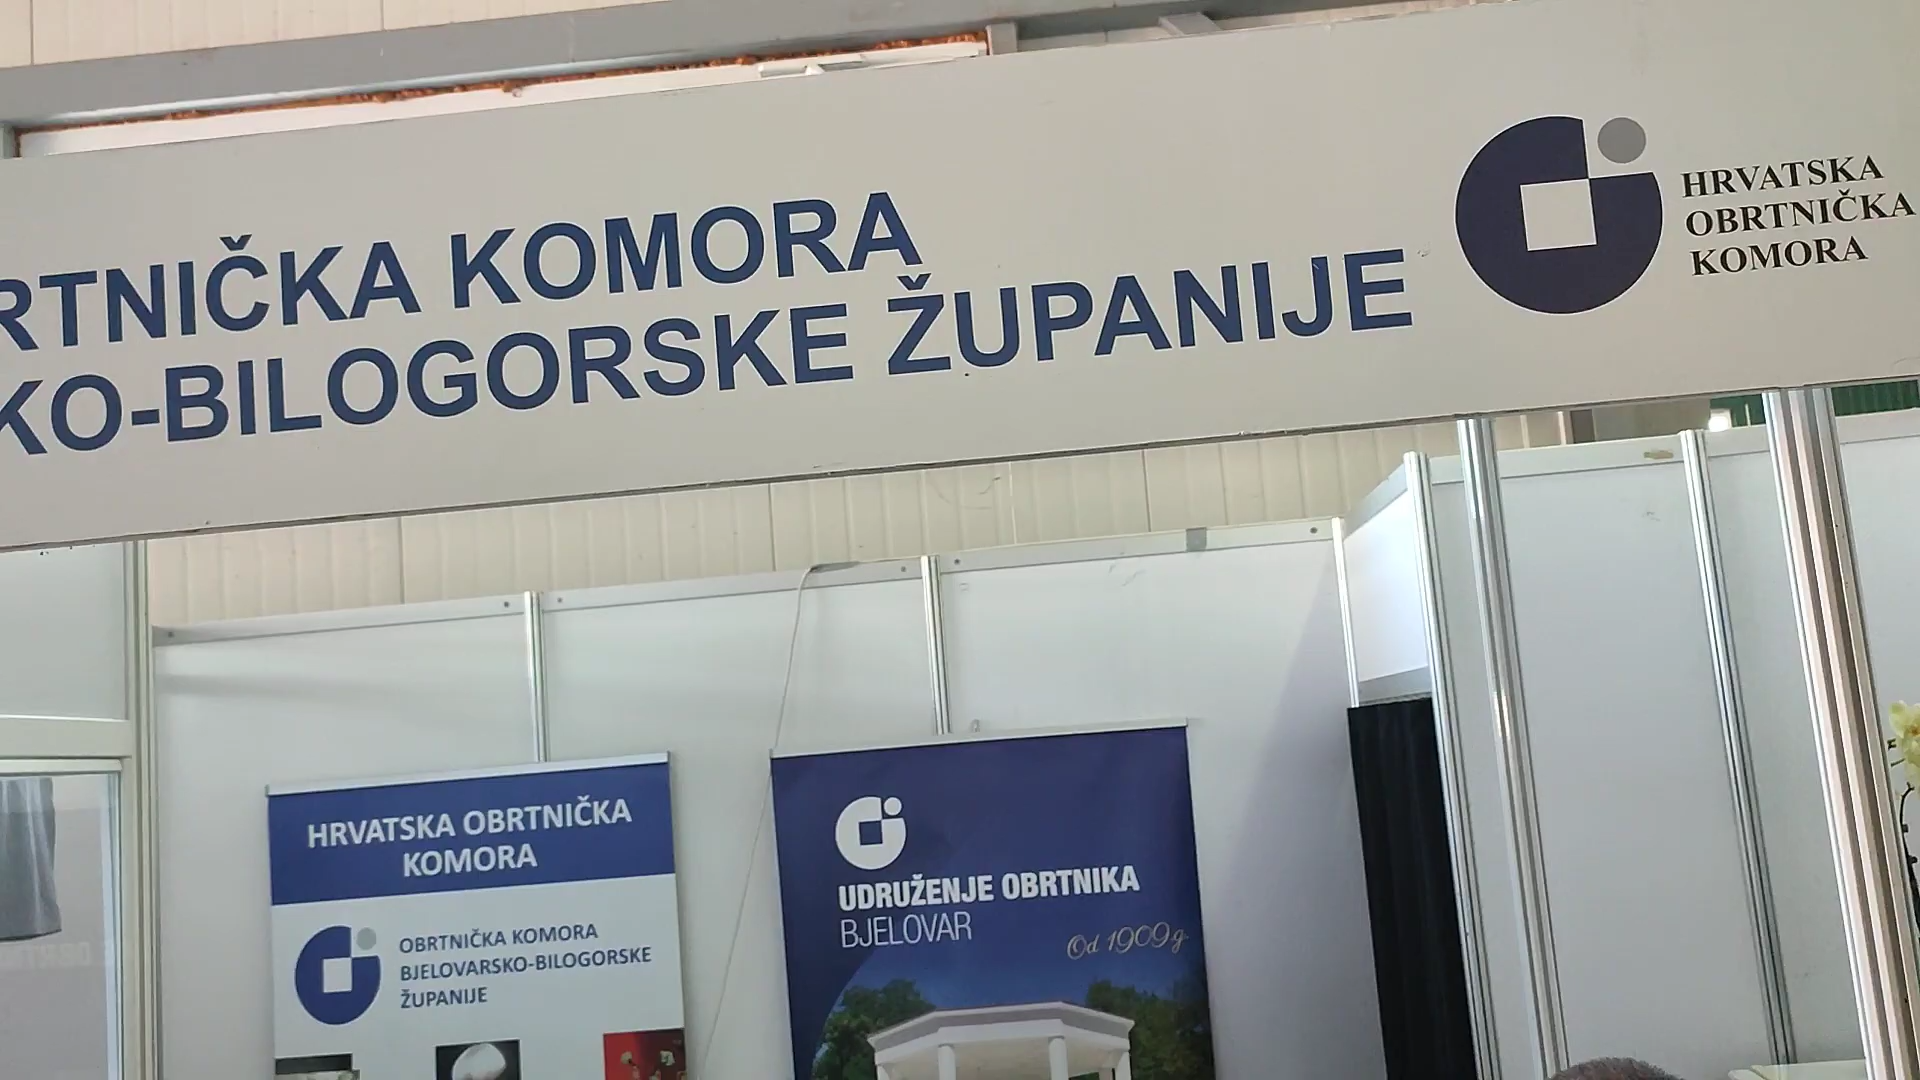 RTNIČKA KOMORA
KO-BILOGORSKE ŽUPANIJE
HRVATSKA
OBRTNIČKA
KOMORA
HRVATSKA OBRTNIČKA
KOMORA
OBRTNIČKA KOMORA
BJELOVARSKO-BILOGORSKE
ŽUPANIJE
UDRUŽENJE OBRTNIKA
BJELOVAR
Od 1909.g.